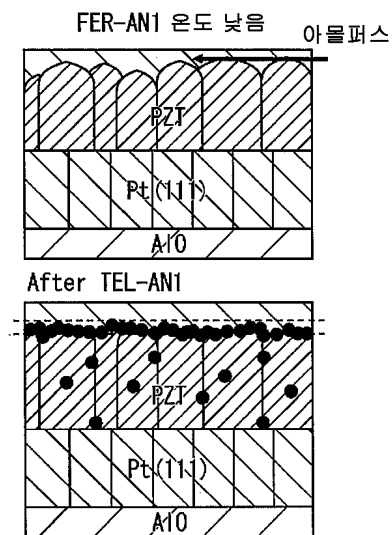 FER-AN1 온도 낮음
아몰퍼스
PZT
Pt(111)
AlO
After TEL-AN1
PZT
Pt(111)
AlO